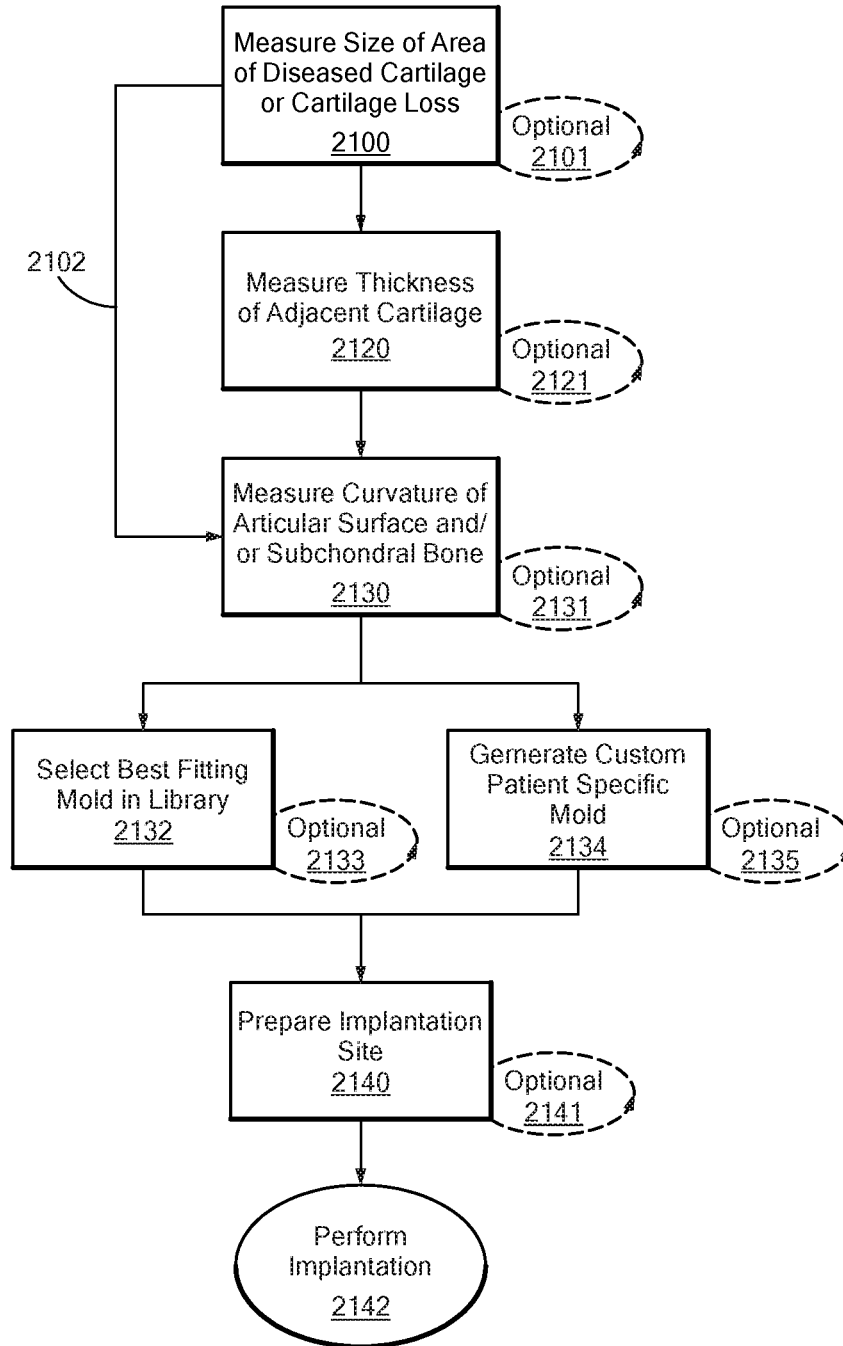 Measure Size of Area
of Diseased Cartilage
or Cartilage Loss
2100
Optional
2101
2102
Measure Thickness
of Adjacent Cartilage
2120
Optional
2121
Measure Curvature of
Articular Surface and/
or Subchondral Bone
2130
Optional
2131
Select Best Fitting
Mold in Library
2132
Optional
2133
Gernerate Custom
Patient Specific
Mold
2134
Optional
2135
Prepare Implantation
Site
2140
Optional
2141
Perform
Implantation
2142